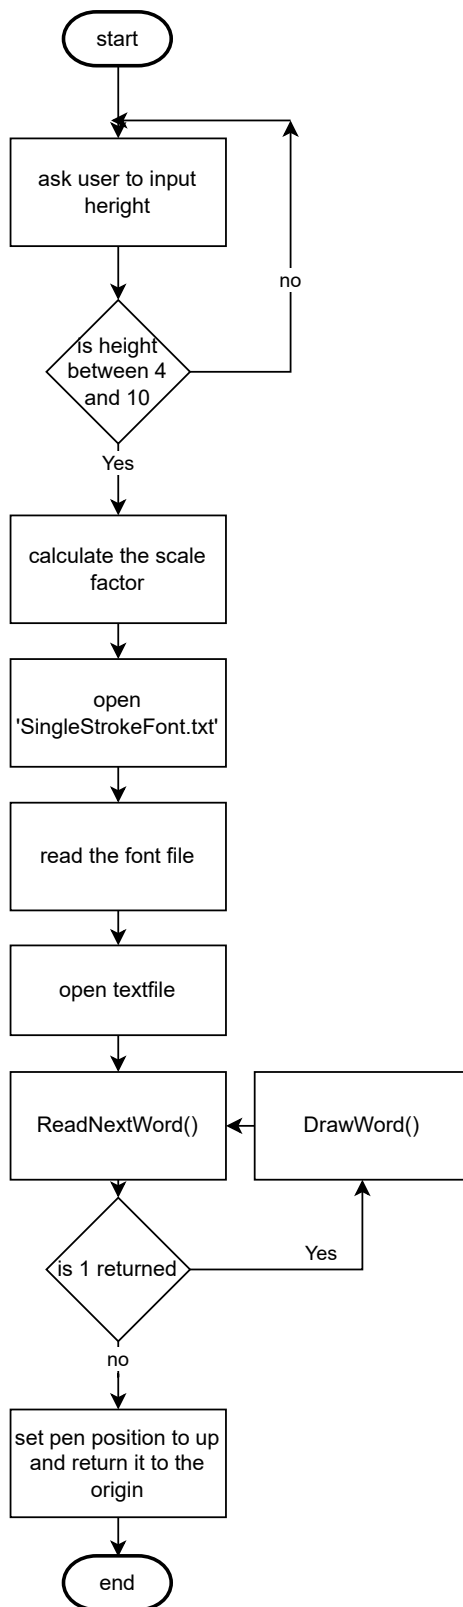 start
ask user to input
heright
no
is height
between 4
and 10
Yes
calculate the scale
factor
open
'SingleStrokeFont.txt'
read the font file
open textfile
ReadNextWord()
DrawWord()
is 1 returned
Yes
no
set pen position to up
and return it to the
origin
end